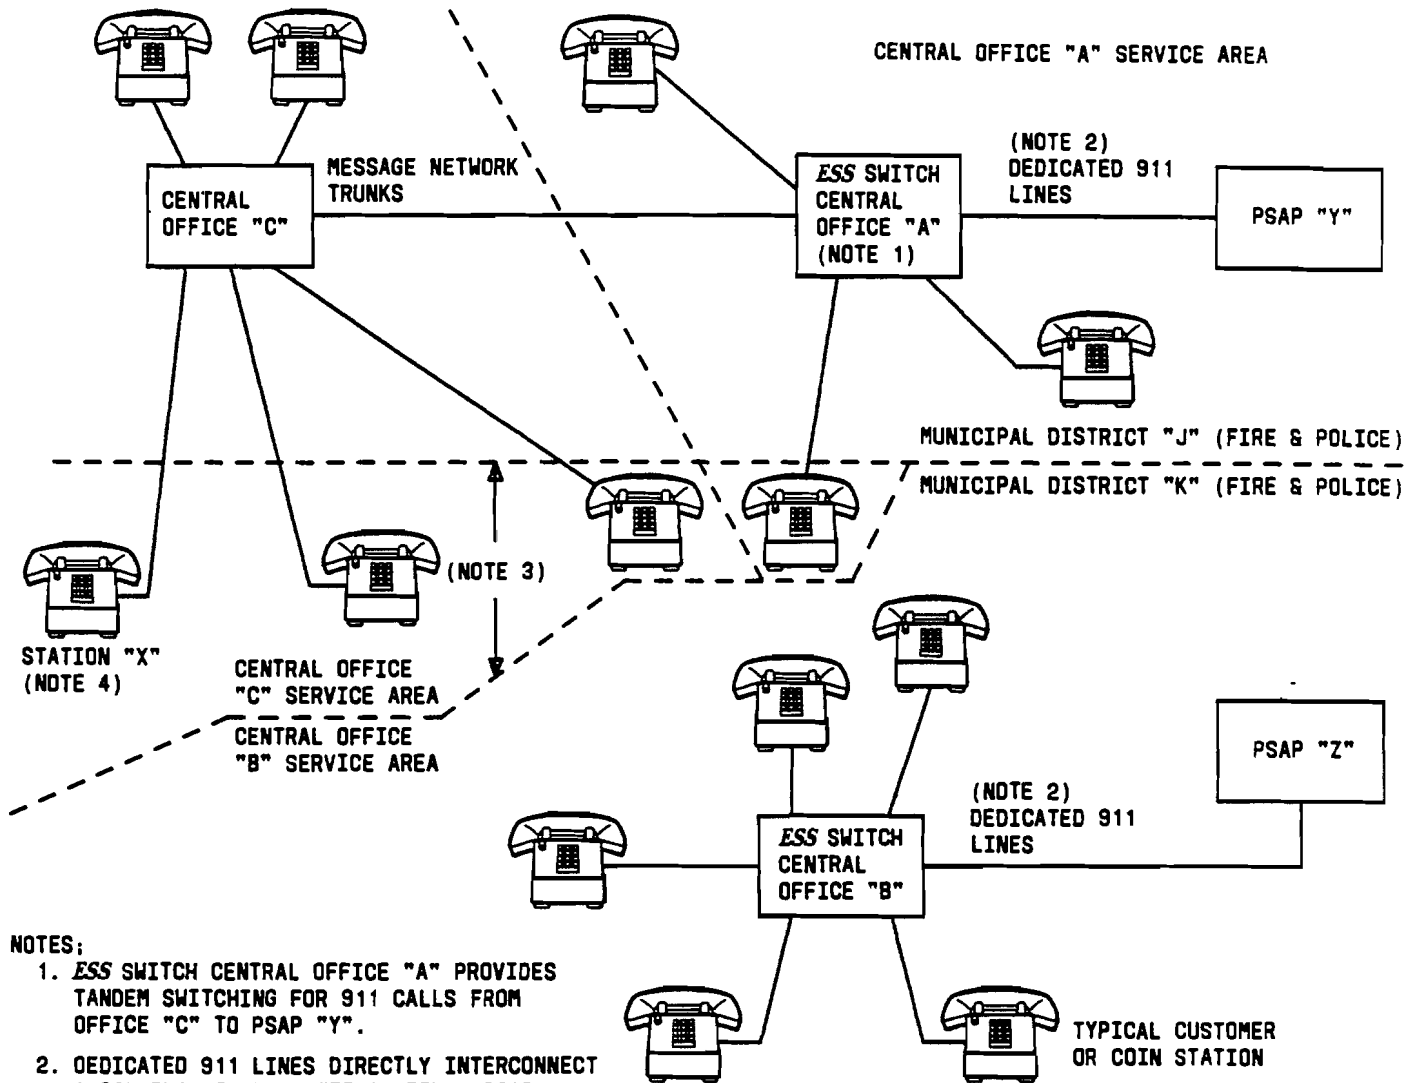 CENTRAL OFFICE "A" SERVICE AREA
(NOTE 2)
DEDICATED 911
LINES
MESSAGE NETWORK
TRUNKS
CENTRAL
OFFICE "C"
ESS SWITCH
CENTRAL
OFFICE "A"
(NOTE 1)
PSAP "Y"
MUNICIPAL DISTRICT "J" (FIRE & POLICE)
MUNICIPAL DISTRICT "K" (FIRE & POLICE)
(NOTE 3)
STATION "X"
(NOTE 4)
CENTRAL OFFICE
"C" SERVICE AREA
CENTRAL OFFICE
"B" SERVICE AREA
PSAP "Z"
(NOTE 2)
DEDICATED 911
LINES
ESS SWITCH
CENTRAL
OFFICE "B"
NOTES:
1. ESS SWITCH CENTRAL OFFICE "A" PROVIDES
TANDEM SWITCHING FOR 911 CALLS FROM
OFFICE "C" TO PSAP "Y".
2. DEDICATED 911 LINES DIRECTLY INTERCONNECT
TYPICAL CUSTOMER
OR COIN STATION